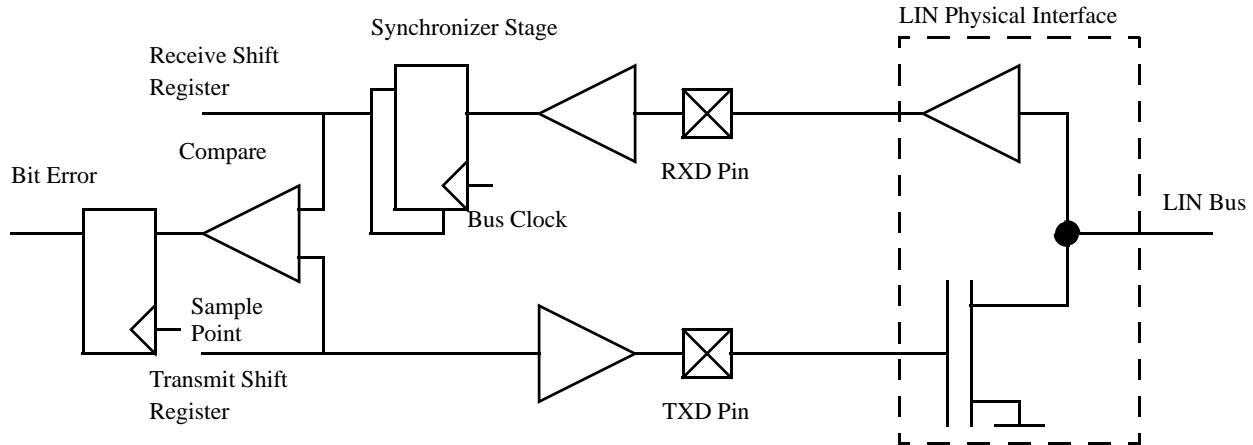 LIN Physical Interface
Synchronizer Stage
Receive Shift
Register
Compare
RXD Pin
Bit Error
Bus Clock
LIN Bus
Sample
Point
Transmit Shift
Register
TXD Pin